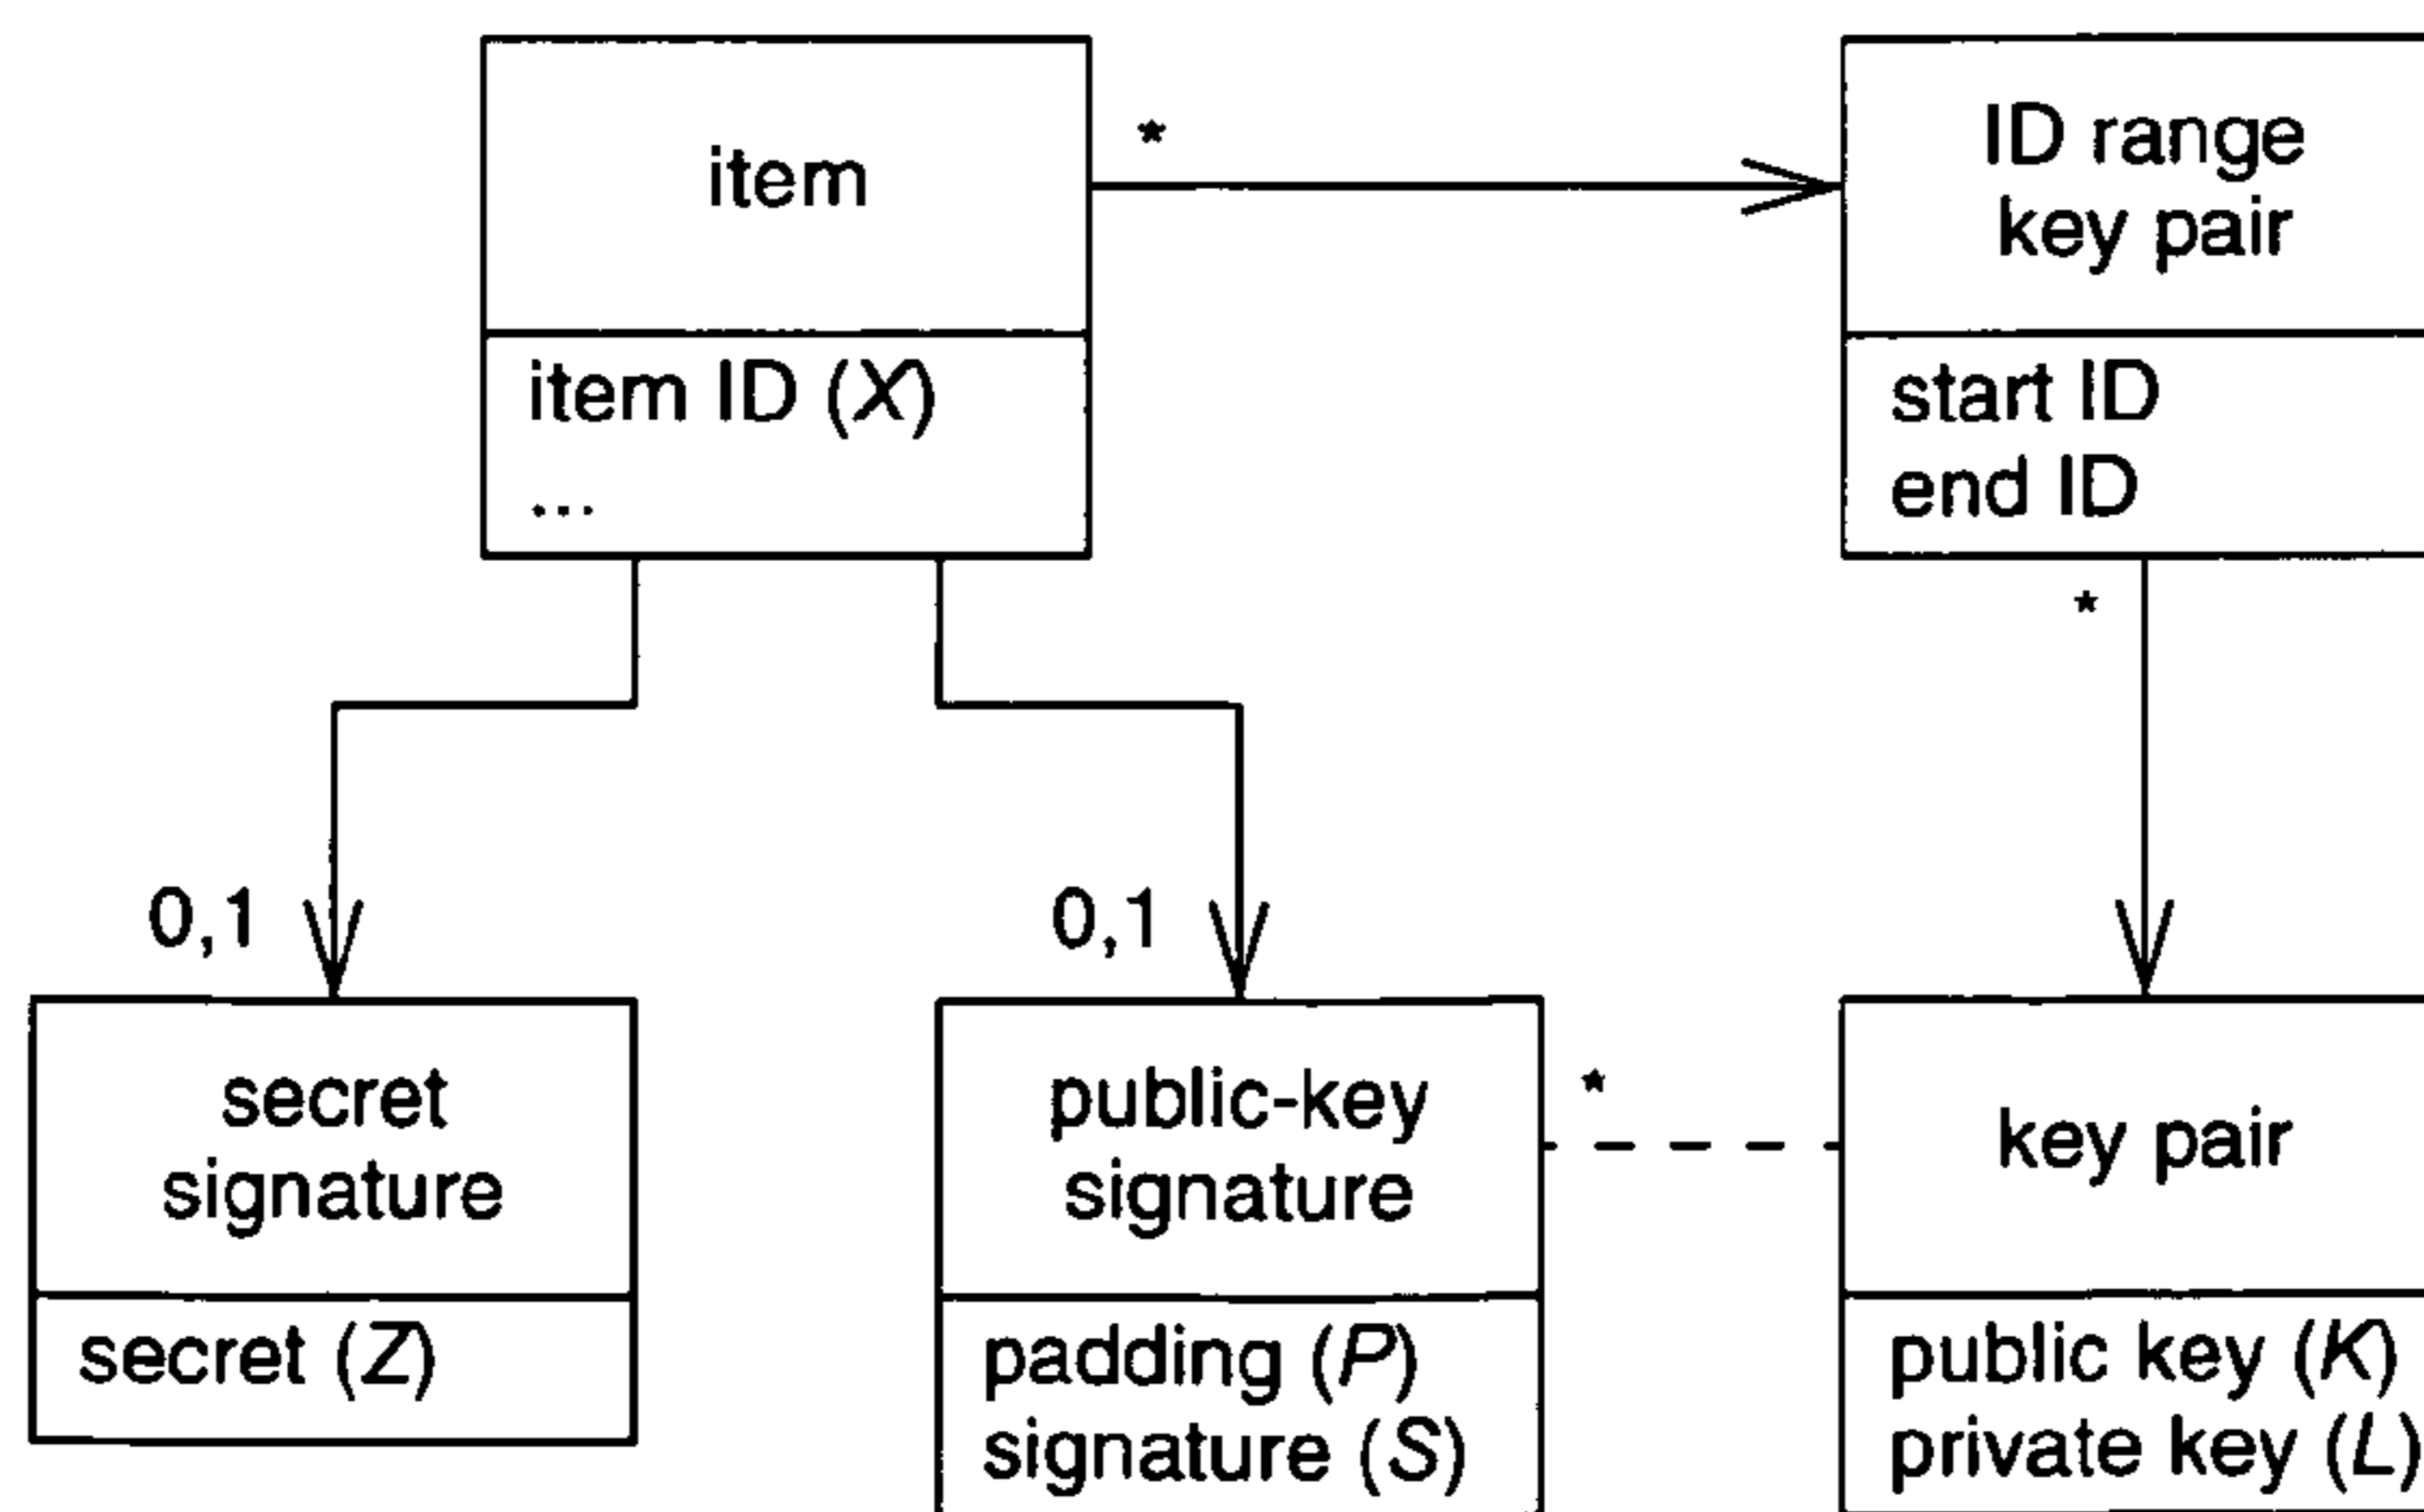 item
*
item ID (X)
...
ID range
key pair
start ID
end ID
*
0,1
0,1
secret
signature
secret (Z)
public-key
signature
padding (P)
signature (S)
*
key pair
public key (K)
private key (L)